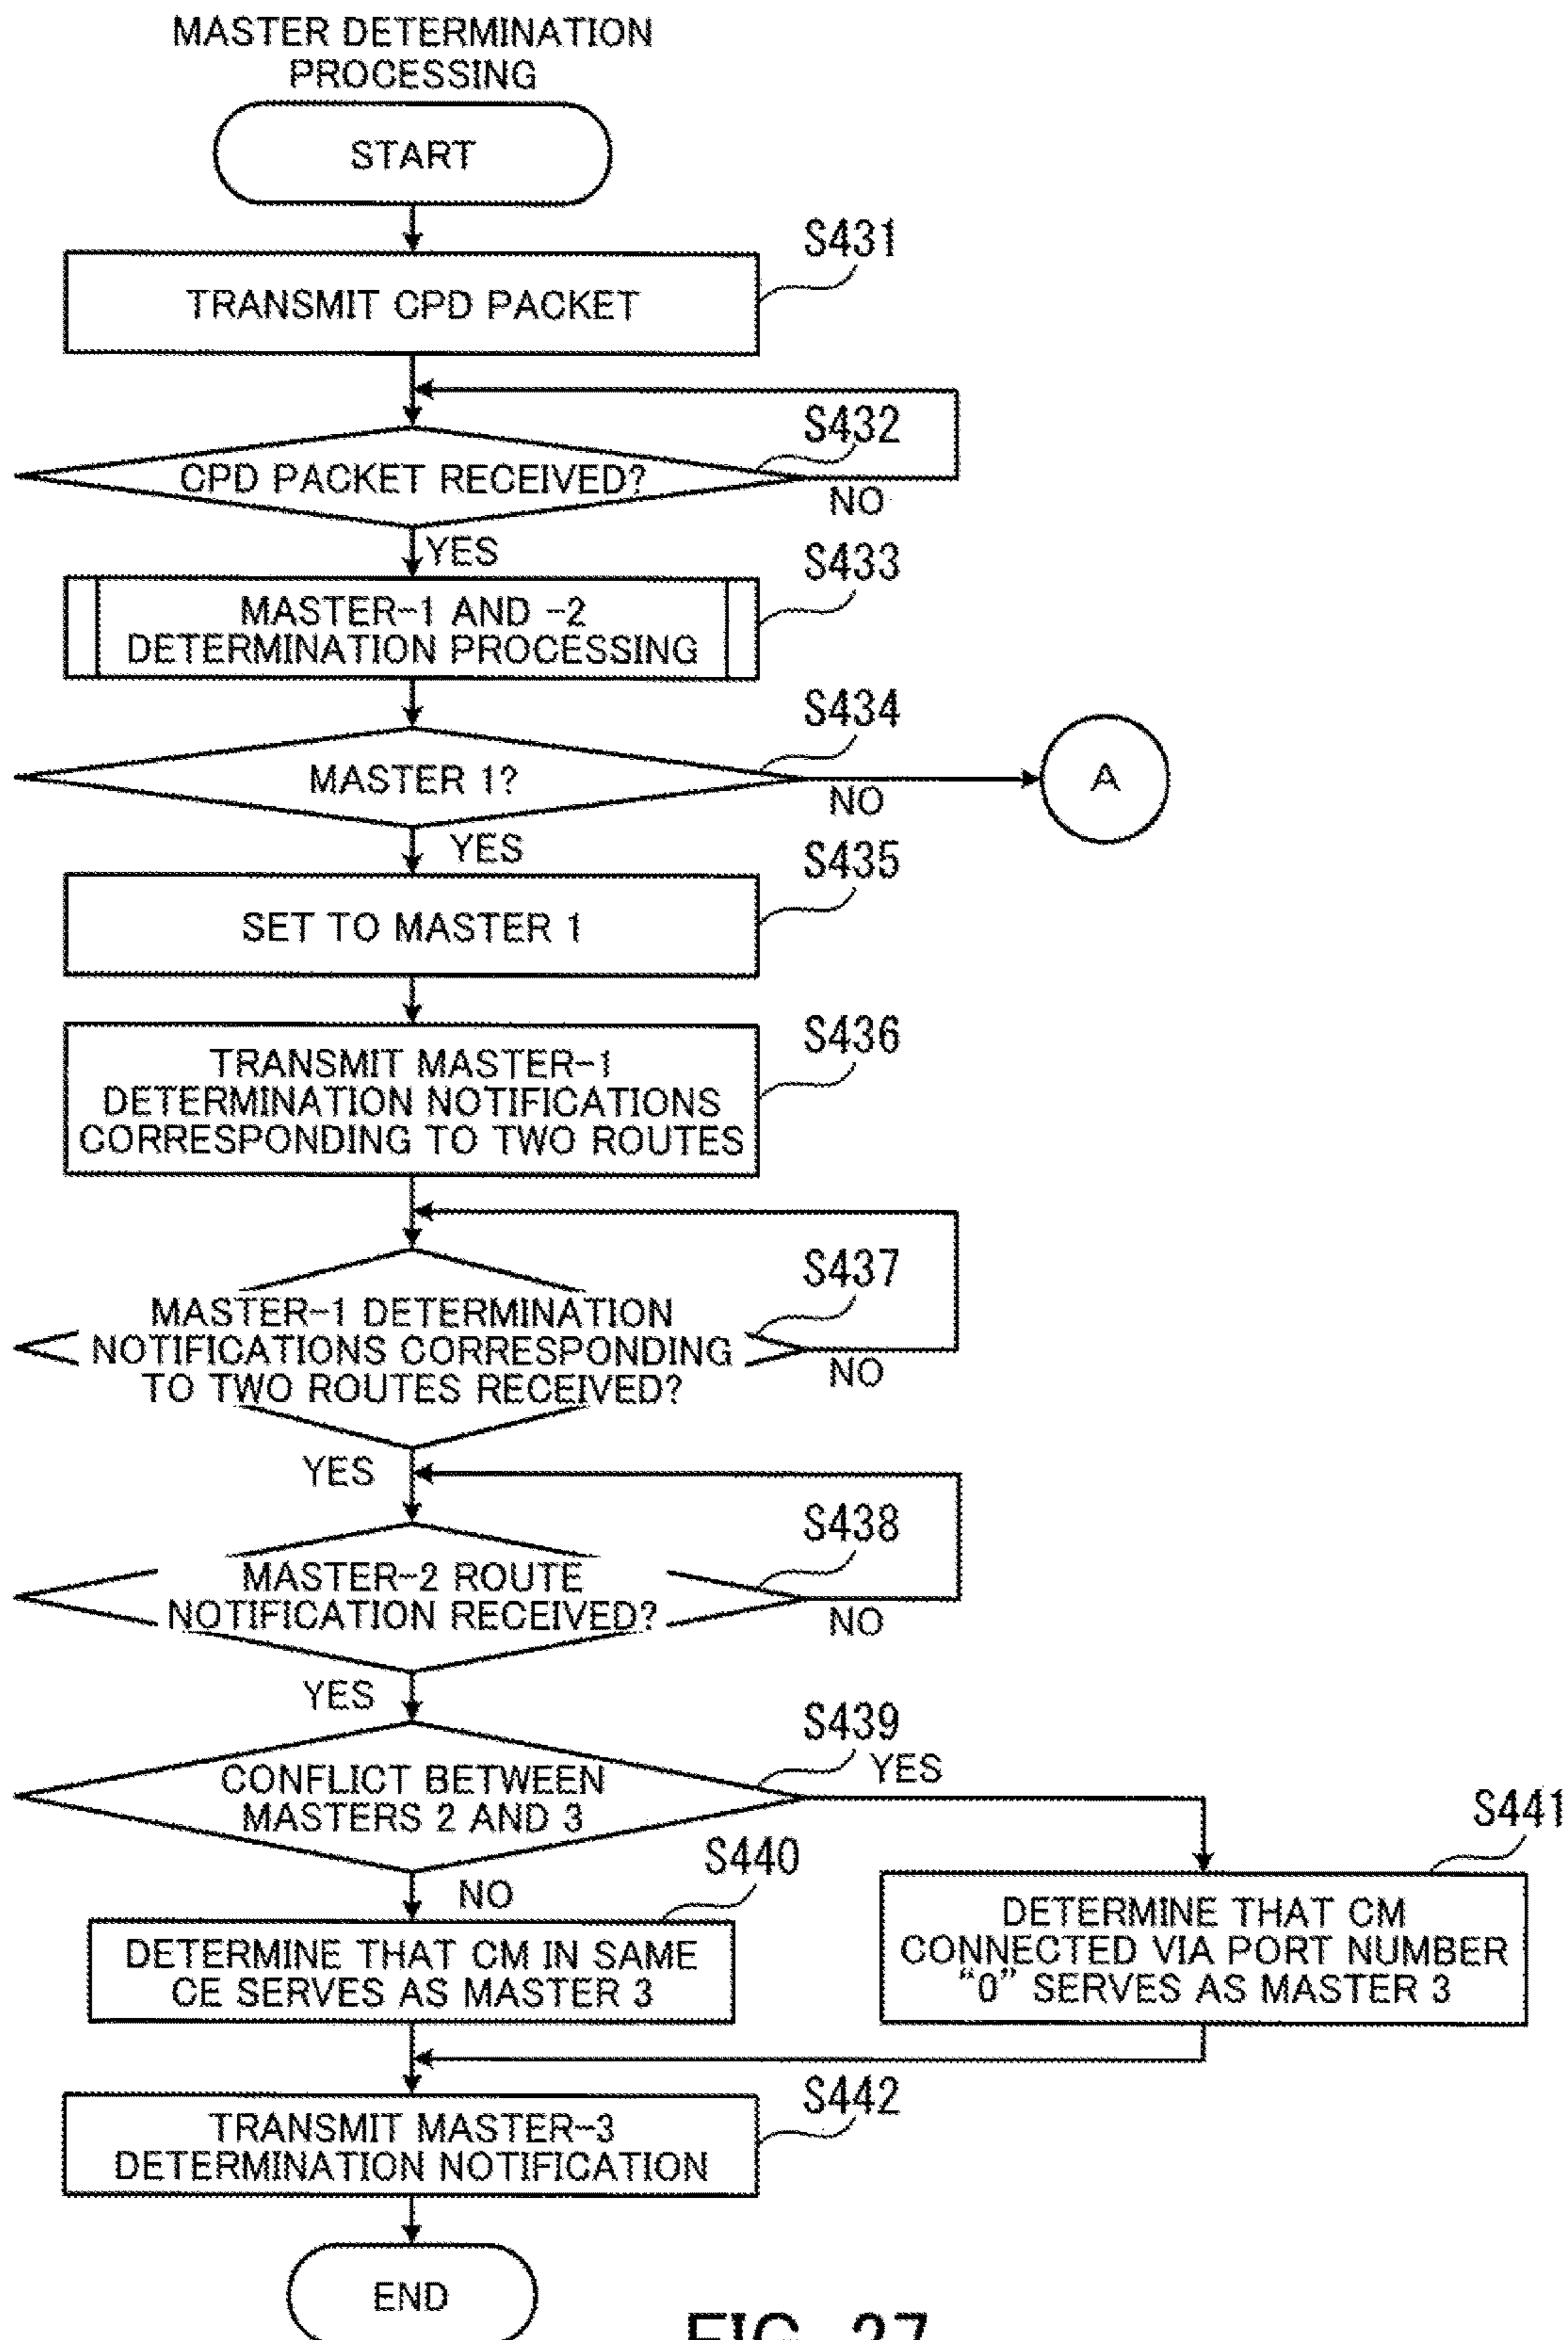 MASTER DETERMINATION
PROCESSING
START
S431
TRANSMIT CPD PACKET
S432
CPD PACKET RECEIVED?
NO
YES
S433
MASTER-1 AND -2
DETERMINATION PROCESSING
S434
MASTER 1?
NO
A
YES
S435
SET TO MASTER 1
S436
TRANSMIT MASTER-1
DETERMINATION NOTIFICATIONS
CORRESPONDING TO TWO ROUTES
S437
MASTER-1 DETERMINATION
NOTIFICATIONS CORRESPONDING
TO TWO ROUTES RECEIVED?
NO
YES
S438
MASTER-2 ROUTE
NOTIFICATION RECEIVED?
NO
YES
S439
YES
CONFLICT BETWEEN
MASTERS 2 AND 3
S441
S440
NO
DETERMINE THAT CM IN SAME
CE SERVES AS MASTER 3
DETERMINE THAT CM
CONNECTED VIA PORT NUMBER
“0” SERVES AS MASTER 3
S442
TRANSMIT MASTER-3
DETERMINATION NOTIFICATION
END
FIG. 27